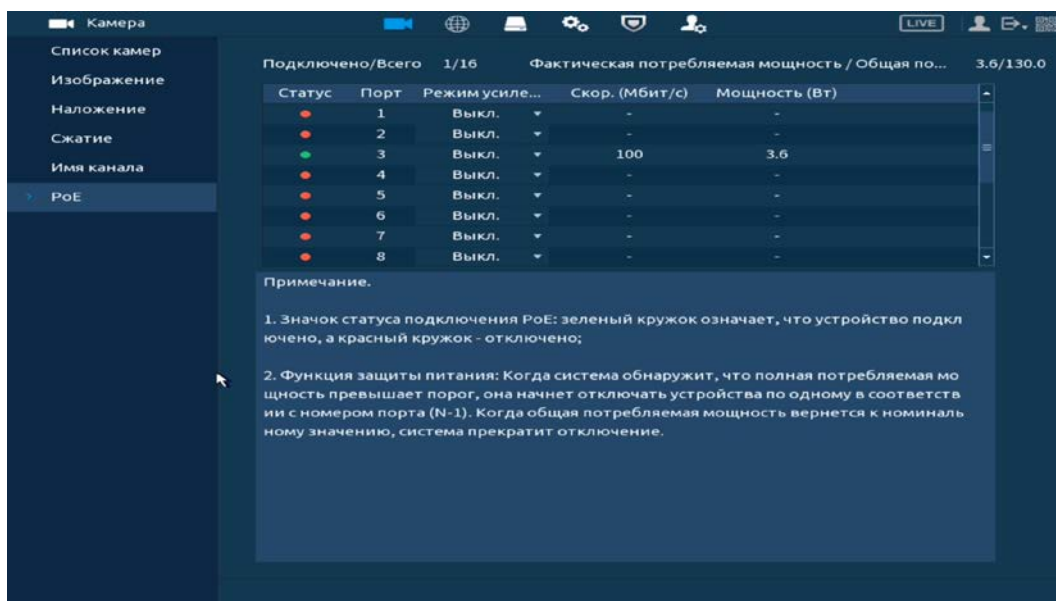 Камера
LIVE
Список камер
Изображение
Наложение
Сжатие
Имя канала
PoE
Подключено/Всего 1/16 Фактическая потребляемая мощность / Общая по... 3.6/130.0
Статус Порт Режим усиле... Скор. (Мбит/с) Мощность (Вт)
1 Выкл. - -
2 Выкл. - -
3 Выкл. 100 3.6
4 Выкл. - -
5 Выкл. - -
6 Выкл. - -
7 Выкл. - -
8 Выкл. - -
Примечание.
1. Значок статуса подключения PoE: зеленый кружок означает, что устройство подкл
ючено, а красный кружок - отключено;
2. Функция защиты питания: Когда система обнаружит, что полная потребляемая мо
щность превышает порог, она начнет отключать устройства по одному в соответств
ии с номером порта (N-1). Когда общая потребляемая мощность вернется к номиналь
ному значению, система прекратит отключение.